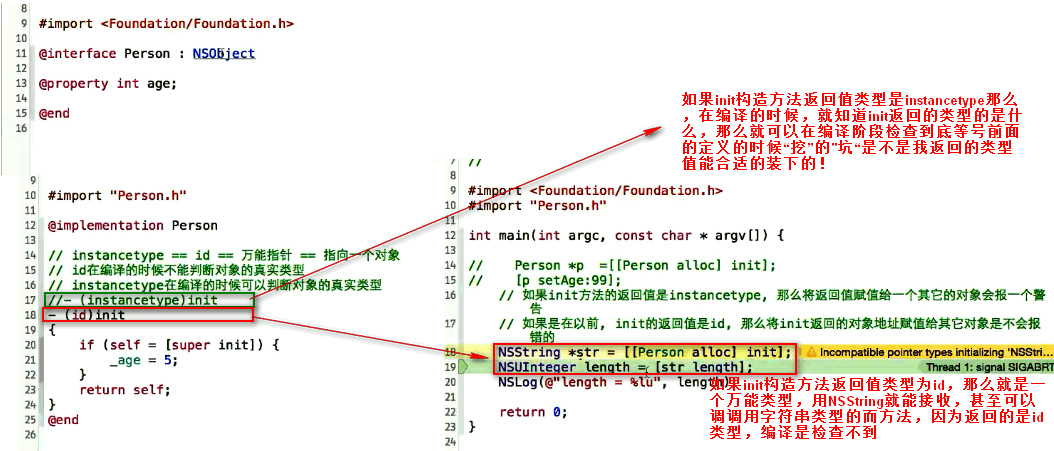 8
9 #import <Foundation/Foundation.h>
10
11 @interface Person : NSObject
12
13 @property int age;
14
15 @end
16
如果init构造方法返回值类型是instancetype那么
，在编译的时候，就知道init返回的类型的是什
么，那么就可以在编译阶段检查到底等号前面
的定义的时候“挖”的”坑“是不是我返回的类型
值能合适的装下的！
9
10 #import "Person.h"
11
12 @implementation Person
13
14 // instancetype == id == 万能指针 == 指向一个对象
15 // id在编译的时候不能判断对象的真实类型
16 // instancetype在编译的时候可以判断对象的真实类型
17 //- (instancetype)init
18 - (id)init
19 {
20 if (self = [super init]) {
21 _age = 5;
22 }
23 return self;
24 }
25 @end
26
7 //
8
9 #import <Foundation/Foundation.h>
10 #import "Person.h"
11
12 int main(int argc, const char * argv[]) {
13
14 // Person *p =[[Person alloc] init];
15 // [p setAge:99];
16 // 如果init方法的返回值是instancetype, 那么将返回值赋值给一个其它的对象会报一个警
告
17 // 如果是在以前, init的返回值是id, 那么将init返回的对象地址赋值给其它对象是不会报
错的
18 NSString *str = [[Person alloc] init]; Incompatible pointer types initializing 'NSStri...
19 NSUInteger length = [str length]; Thread 1: signal SIGABRT
20 NSLog(@"length = %lu", length)
21
22 return 0;
23 }
24
如果init构造方法返回值类型为id，那么就是一
个万能类型，用NSString就能接收，甚至可以
调调用字符串类型的而方法，因为返回的是id
类型，编译是检查不到